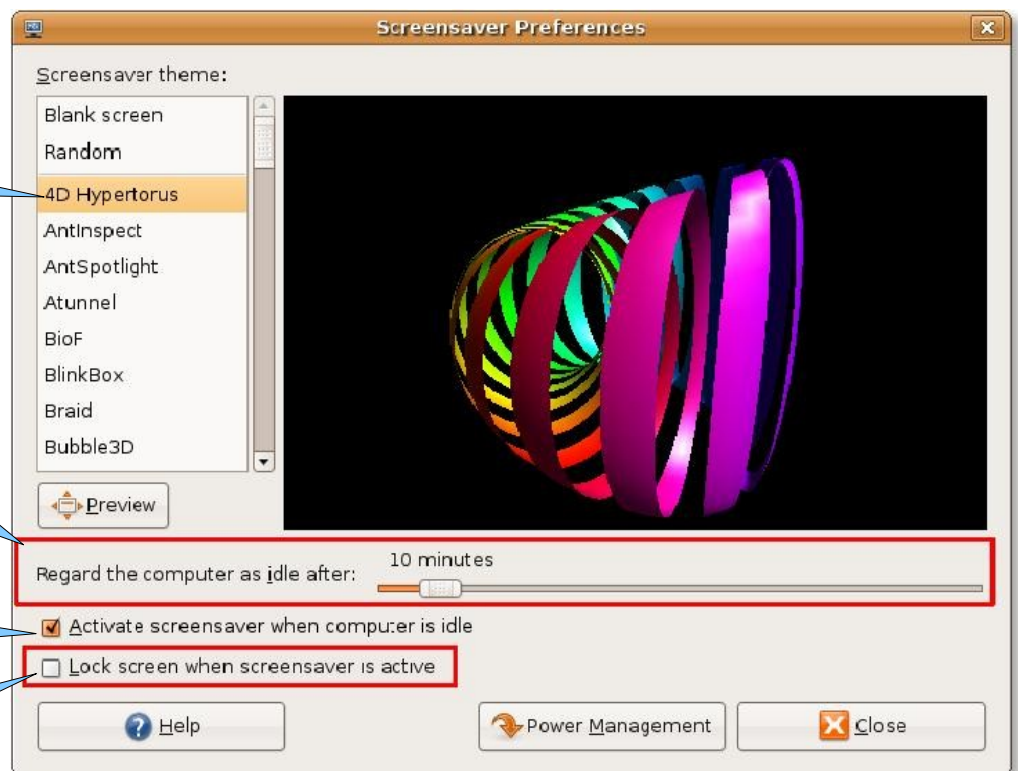 Screensaver Preferences
Screensaver theme:
Blank screen
Random
4D Hypertorus
AntInspect
AntSpotlight
Atunnel
BioF
BlinkBox
Braid
Bubble3D
Preview
10 minutes
Regard the computer as idle after:
Activate screensaver when computer is idle
Lock screen when screensaver is active
Help
Power Management
Close